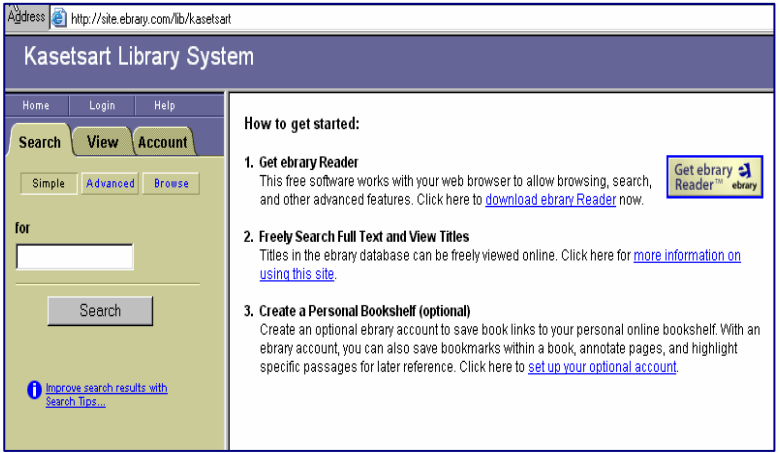 Address http://site.ebrary.com/lib/kasetsart
Kasetsart Library System
Home Login Help
Search View Account
Simple Advanced Browse
for
Search
Improve search results with
Search Tips...
How to get started:
1. Get ebrary Reader
This free software works with your web browser to allow browsing, search,
and other advanced features. Click here to download ebrary Reader now.
Get ebrary
Reader™ ebrary
2. Freely Search Full Text and View Titles
Titles in the ebrary database can be freely viewed online. Click here for more information on
using this site.
3. Create a Personal Bookshelf (optional)
Create an optional ebrary account to save book links to your personal online bookshelf. With an
ebrary account, you can also save bookmarks within a book, annotate pages, and highlight
specific passages for later reference. Click here to set up your optional account.